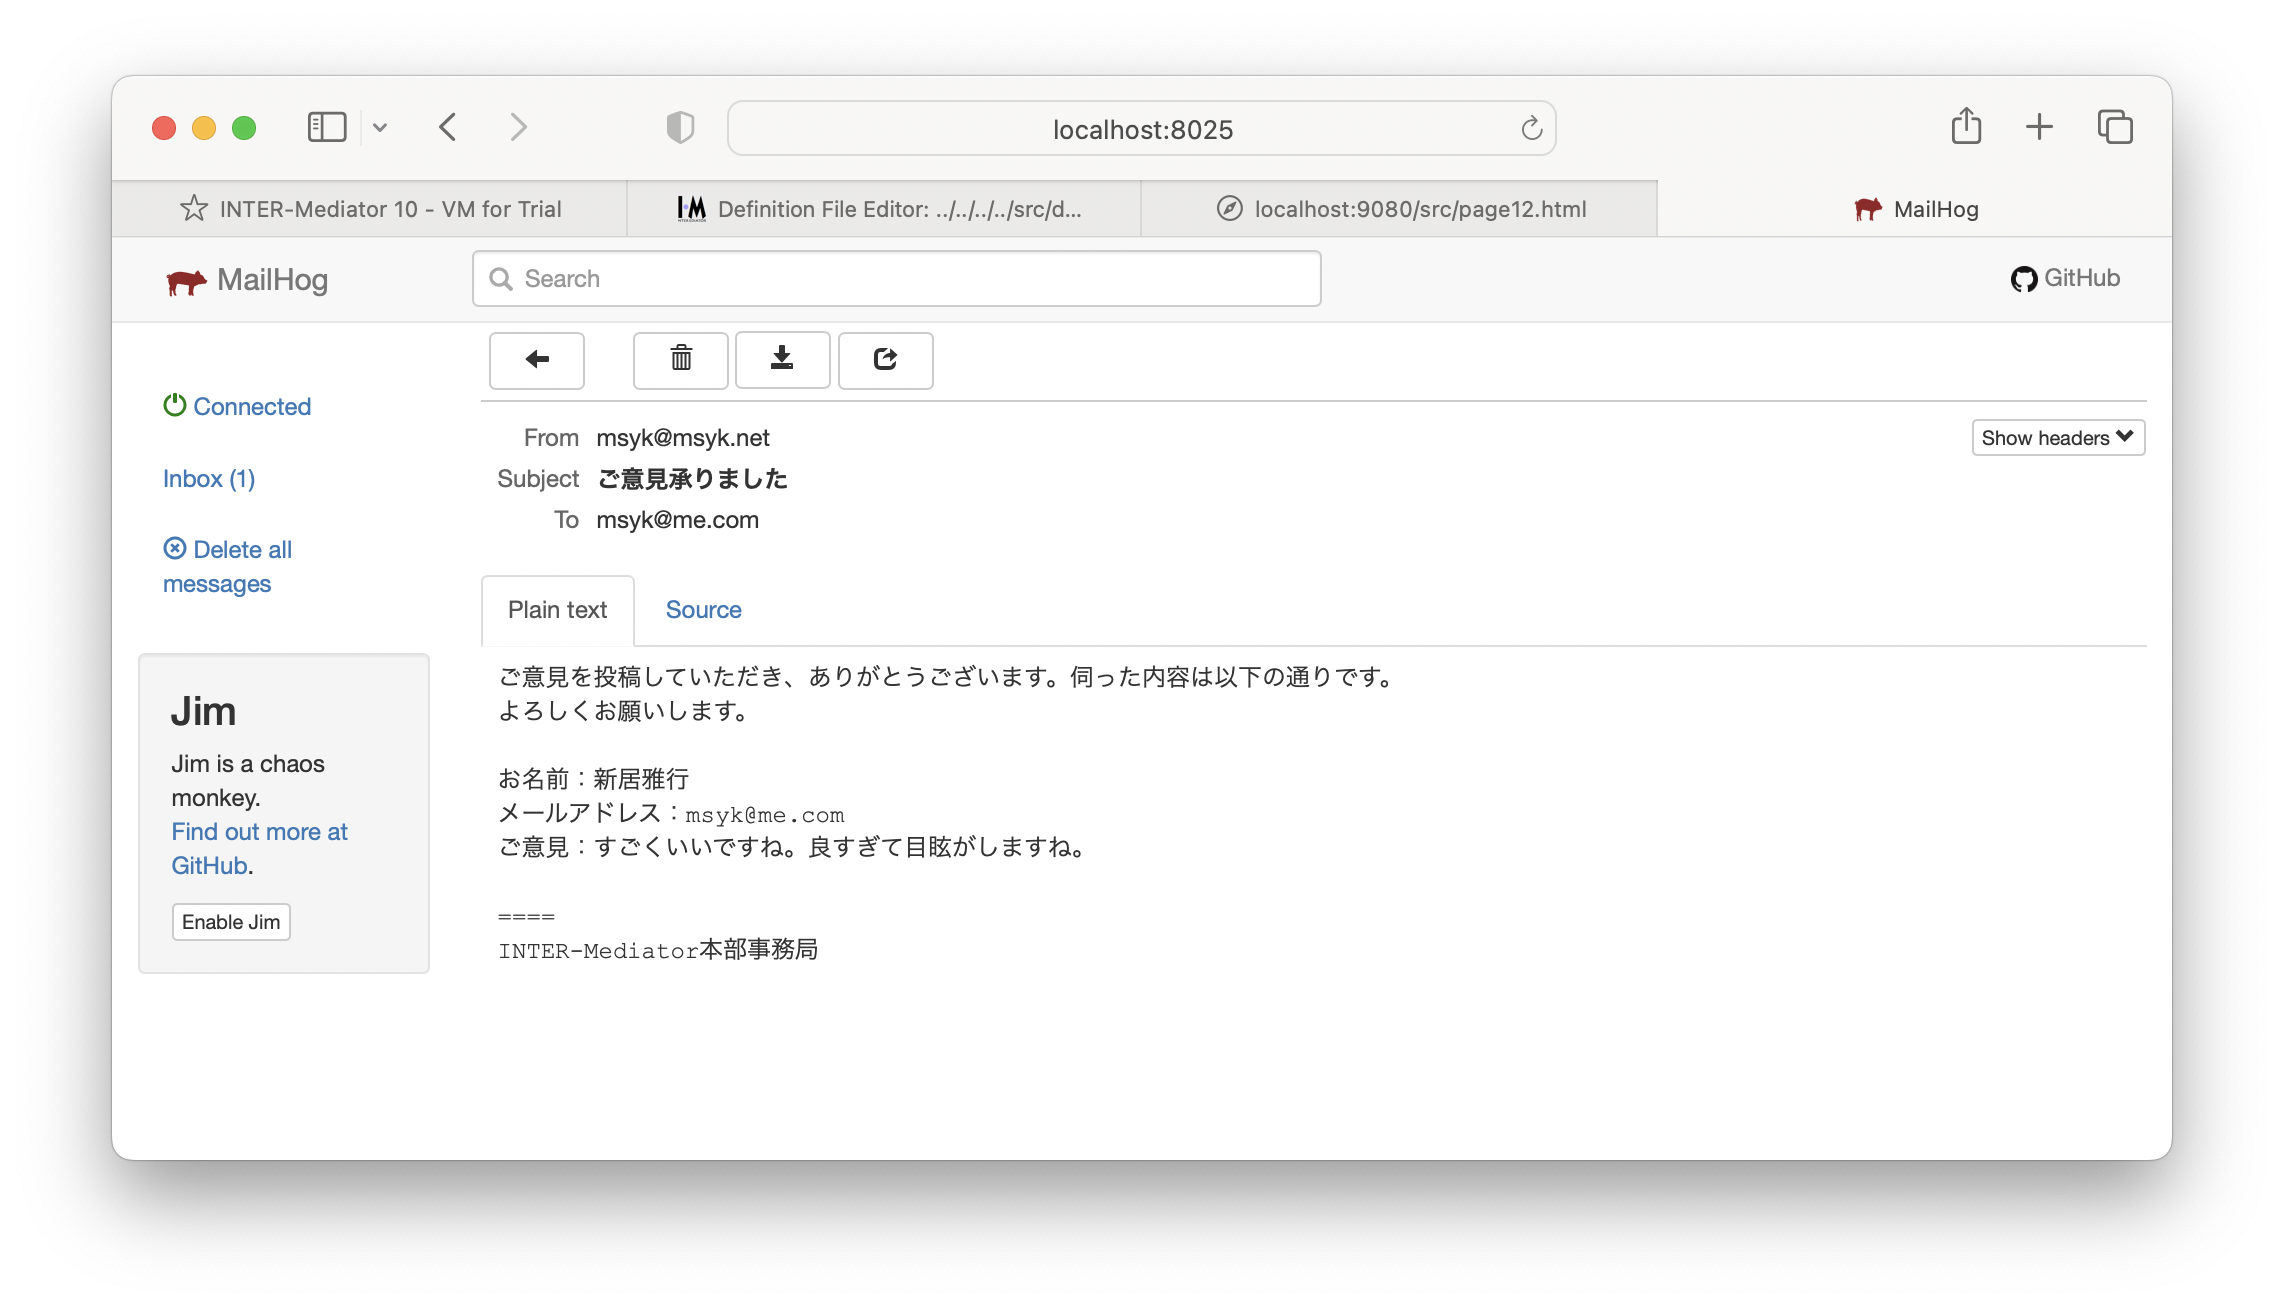 localhost:8025
INTER-Mediator 10 - VM for Trial
Definition File Editor: ../../../../src/d...
localhost:9080/src/page12.html
MailHog
MailHog
Search
GitHub
Connected
Inbox (1)
Delete all
messages
Jim
Jim is a chaos
monkey.
Find out more at
GitHub.
Enable Jim
From msyk@msyk.net
Show headers
Subject ご意見承りました
To msyk@me.com
Plain text
Source
ご意見を投稿していただき、ありがとうございます。伺った内容は以下の通りです。
よろしくお願いします。
お名前：新居雅行
メールアドレス：msyk@me.com
ご意見：すごくいいですね。良すぎて目眩がしますね。
====
INTER-Mediator本部事務局